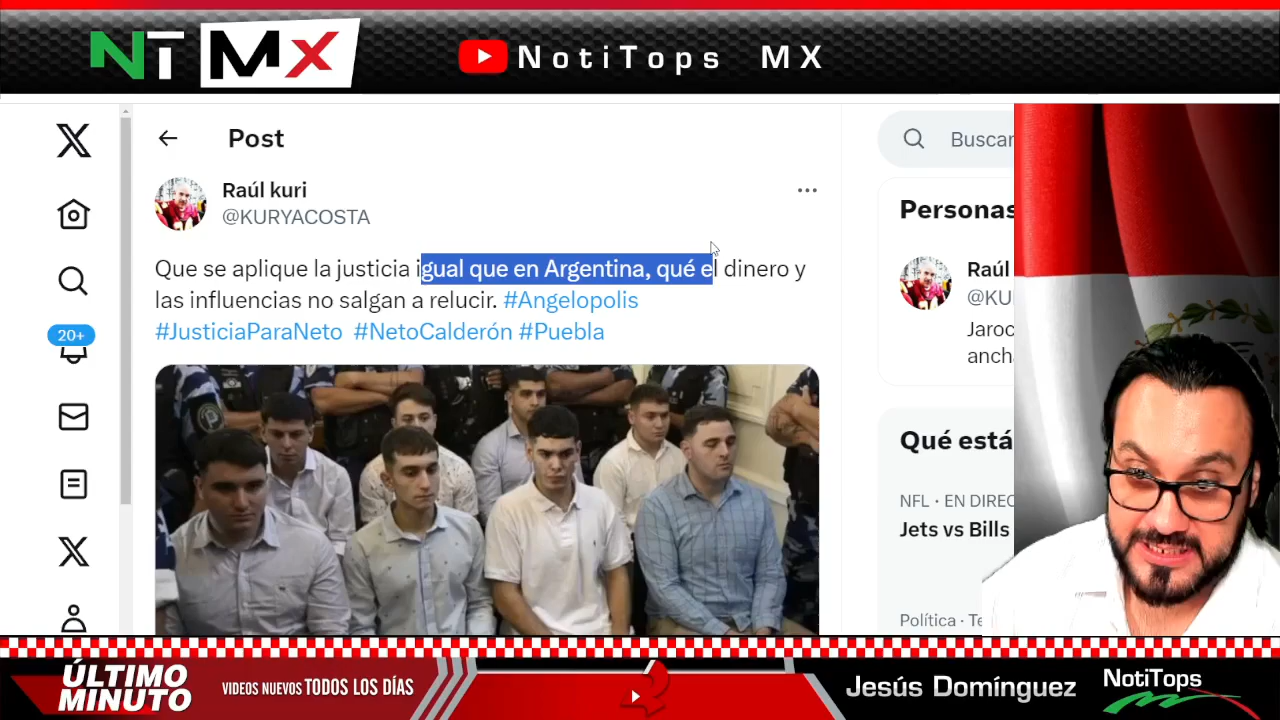 NT MX
NotiTops MX
Post
Buscar
Raúl kuri
@KURYACOSTA
Que se aplique la justicia igual que en Argentina, qué el dinero y
las influencias no salgan a relucir. #Angelopolis
#JusticiaParaNeto #NetoCalderón #Puebla
20+
Personas
Raúl
@KU
Jaroc
ancha
Qué está
NFL · EN DIREC
Jets vs Bills
Política · Te
ÚLTIMO
MINUTO
VIDEOS NUEVOS TODOS LOS DÍAS
Jesús Domínguez
NotiTops